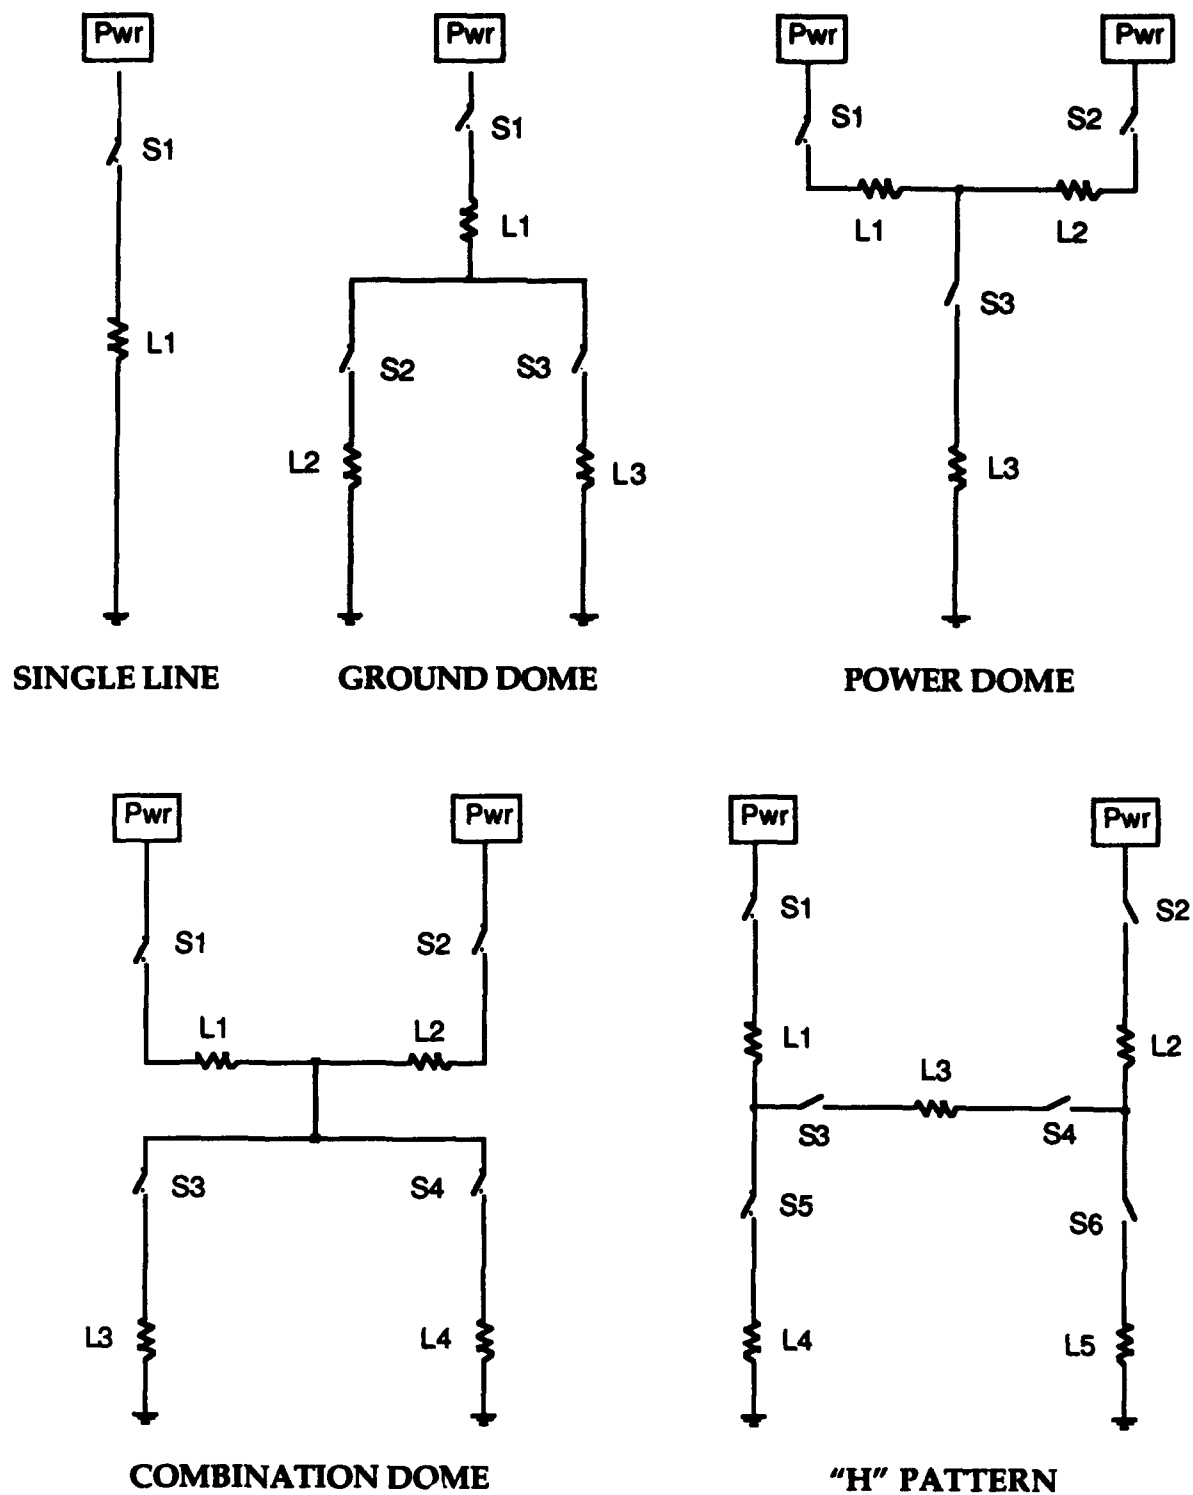 Pwr
S1
L1
SINGLE LINE
Pwr
S1
L1
S2
S3
L2
L3
GROUND DOME
Pwr
Pwr
S1
S2
L1
L2
S3
L3
POWER DOME
Pwr
Pwr
S1
S2
L1
L2
S3
S4
L3
L4
COMBINATION DOME
Pwr
Pwr
S1
S2
L1
L2
L3
S3
S4
S5
S6
L4
L5
"H" PATTERN